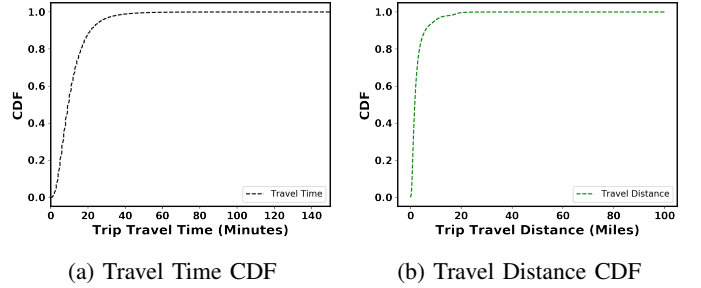 1.0
0.8
0.6
0.4
0.2
0.0
CDF
Travel Time
0 20 40 60 80 100 120 140
Trip Travel Time (Minutes)
(a) Travel Time CDF
1.0
0.8
0.6
0.4
0.2
0.0
CDF
Travel Distance
0 20 40 60 80 100
Trip Travel Distance (Miles)
(b) Travel Distance CDF